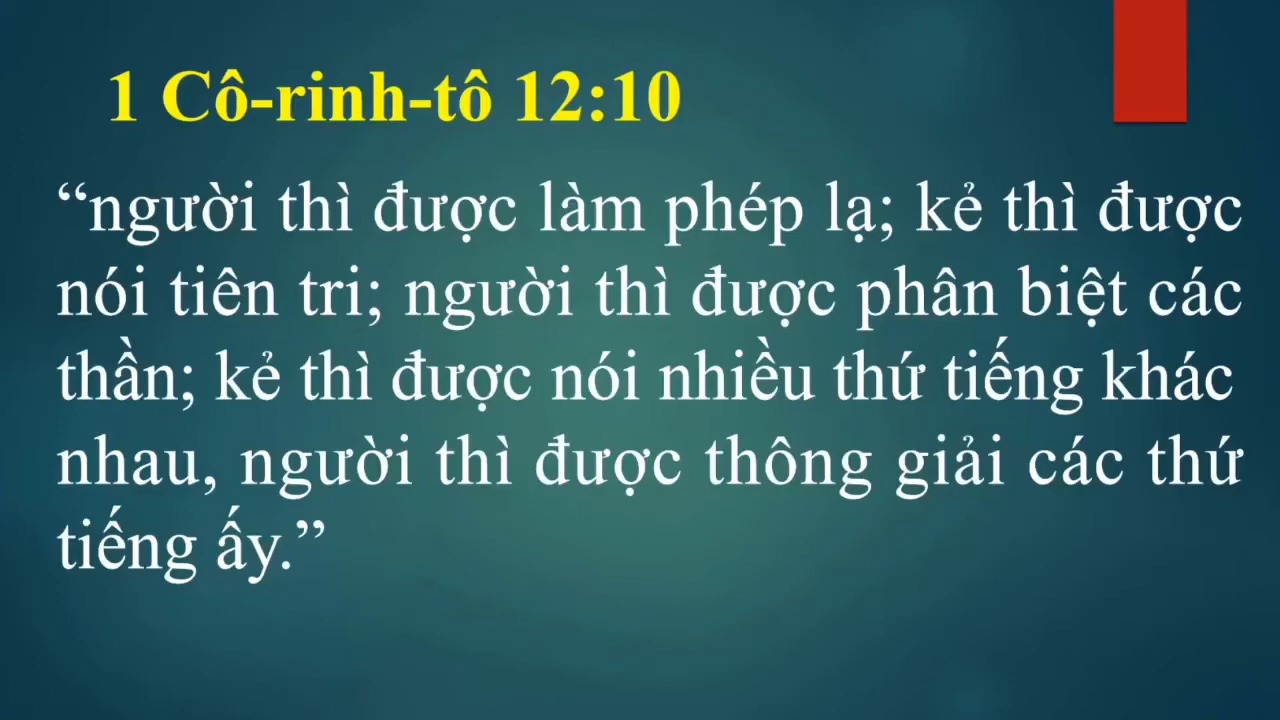 1 Cô-rinh-tô 12:10
“người thì được làm phép lạ; kẻ thì được
nói tiên tri; người thì được phân biệt các
thần; kẻ thì được nói nhiều thứ tiếng khác
nhau, người thì được thông giải các thứ
tiếng ấy.”